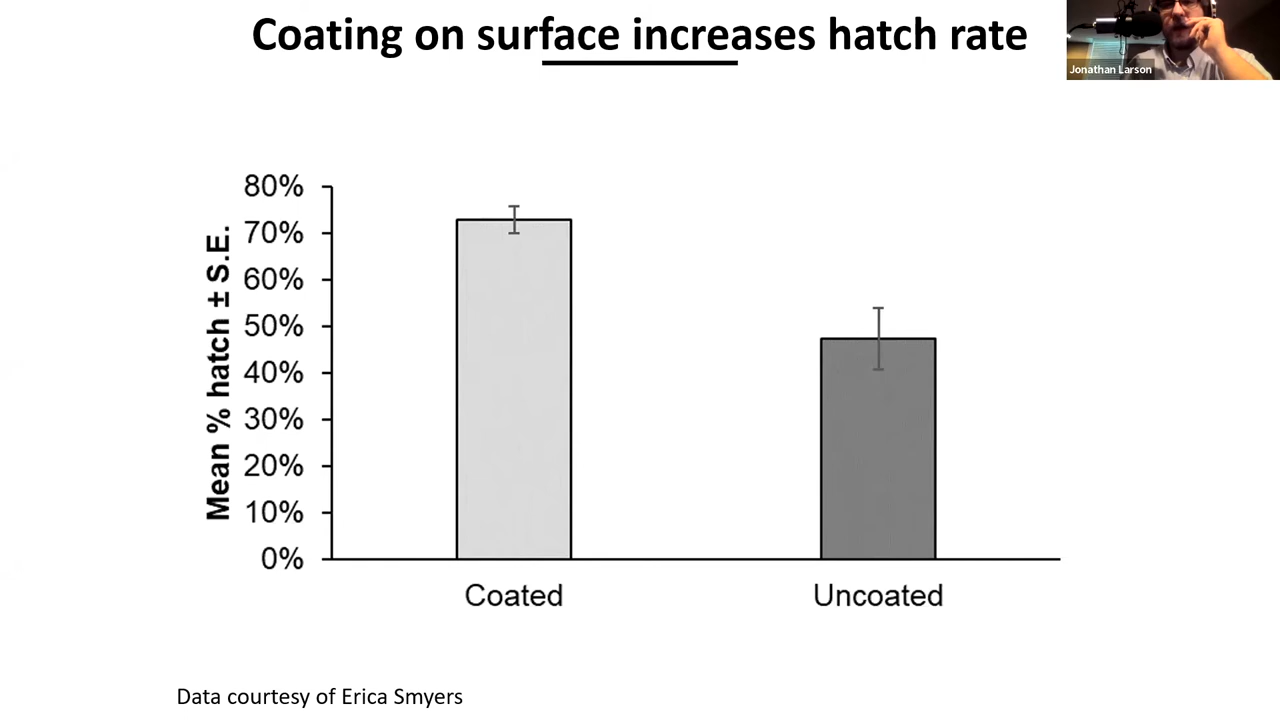 Coating on surface increases hatch rate
Jonathan Larson
Mean % hatch ± S.E.
80%
70%
60%
50%
40%
30%
20%
10%
0%
Coated
Uncoated
Data courtesy of Erica Smyers